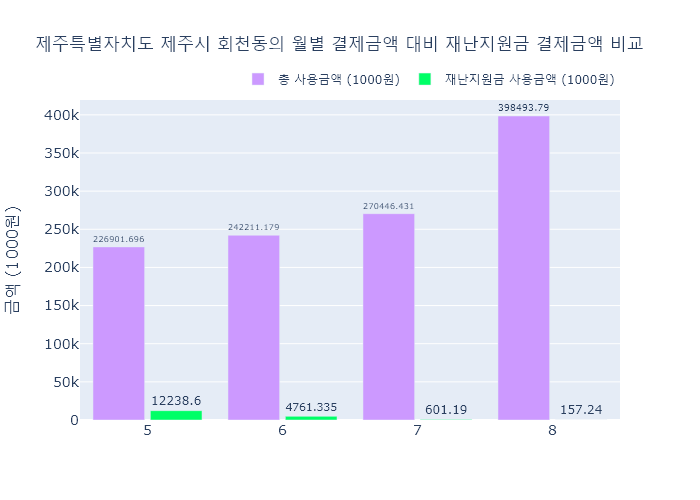 제주특별자치도 제주시 회천동의 월별 결제금액 대비 재난지원금 결제금액 비교
총 사용금액 (1000원)
재난지원금 사용금액 (1000원)
금액 (1000원)
400k
350k
300k
250k
200k
150k
100k
50k
0
226901.696
12238.6
242211.179
4761.335
270446.431
601.19
398493.79
157.24
5
6
7
8